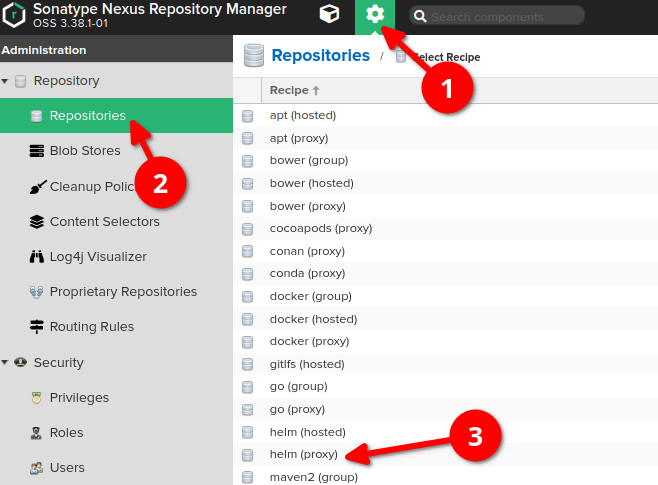 Sonatype Nexus Repository Manager
OSS 3.38.1-01
Search components
Administration
Repository
Repositories
Blob Stores
Cleanup Polic
Content Selectors
Log4j Visualizer
Proprietary Repositories
Routing Rules
Security
Privileges
Roles
Users
Repositories / Select Recipe
1
2
3
Recipe
apt (hosted)
apt (proxy)
bower (group)
bower (hosted)
bower (proxy)
cocoapods (proxy)
conan (proxy)
conda (proxy)
docker (group)
docker (hosted)
docker (proxy)
gitlfs (hosted)
go (group)
go (proxy)
helm (hosted)
helm (proxy)
maven2 (group)